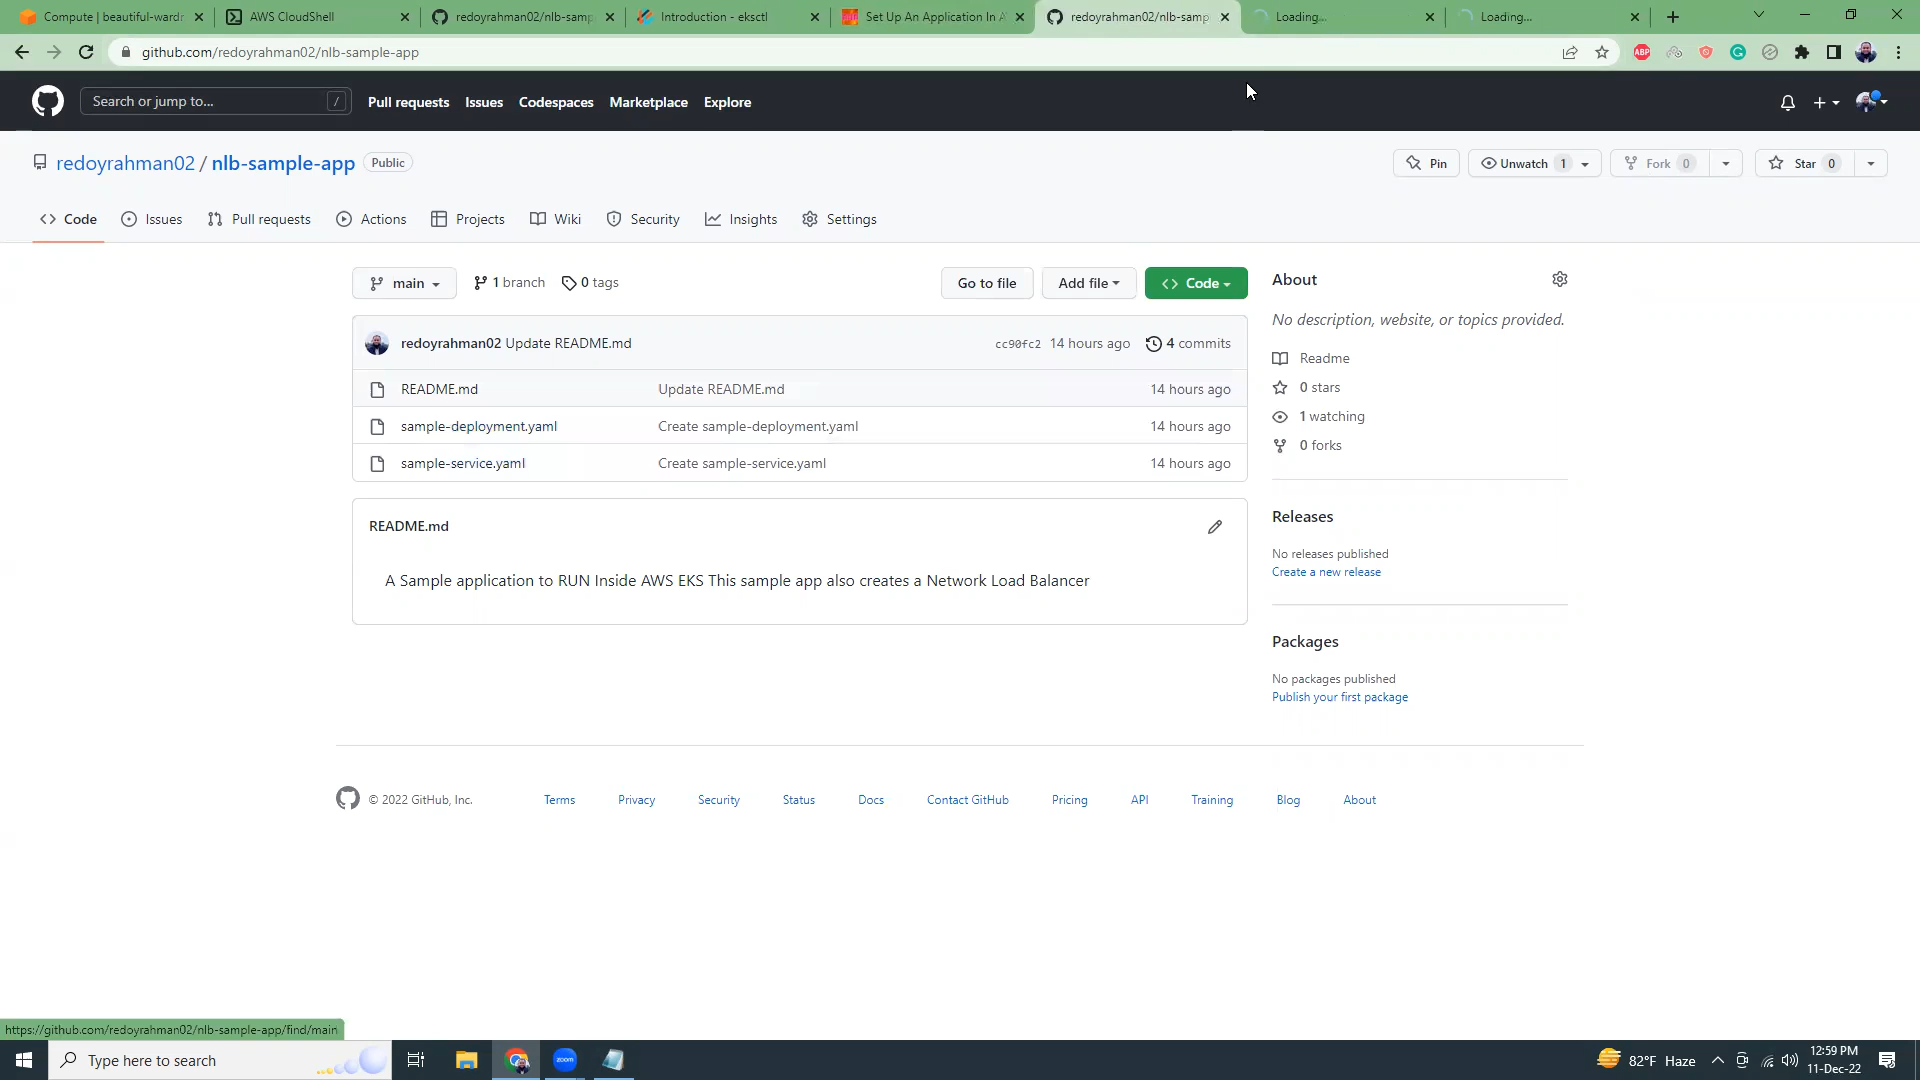 Compute | beautiful-wardr
AWS CloudShell
redoyrahman02/nlb-samp
Introduction - eksctl
Set Up An Application In A
redoyrahman02/nlb-samp
Loading...
Loading...
github.com/redoyrahman02/nlb-sample-app
ABP
Search or jump to...
/
Pull requests
Issues
Codespaces
Marketplace
Explore
redoyrahman02 / nlb-sample-app
Public
Pin
Unwatch 1
Fork 0
Star 0
Code
Issues
Pull requests
Actions
Projects
Wiki
Security
Insights
Settings
main
1 branch
0 tags
Go to file
Add file
Code
About
No description, website, or topics provided.
redoyrahman02 Update README.md
cc90fc2 14 hours ago
4 commits
README.md
Update README.md
14 hours ago
sample-deployment.yaml
Create sample-deployment.yaml
14 hours ago
sample-service.yaml
Create sample-service.yaml
14 hours ago
Readme
0 stars
1 watching
0 forks
README.md
A Sample application to RUN Inside AWS EKS This sample app also creates a Network Load Balancer
Releases
No releases published
Create a new release
Packages
No packages published
Publish your first package
© 2022 GitHub, Inc.
Terms
Privacy
Security
Status
Docs
Contact GitHub
Pricing
API
Training
Blog
About
https://github.com/redoyrahman02/nlb-sample-app/find/main
Type here to search
zoom
82°F Haze
12:59 PM
11-Dec-22